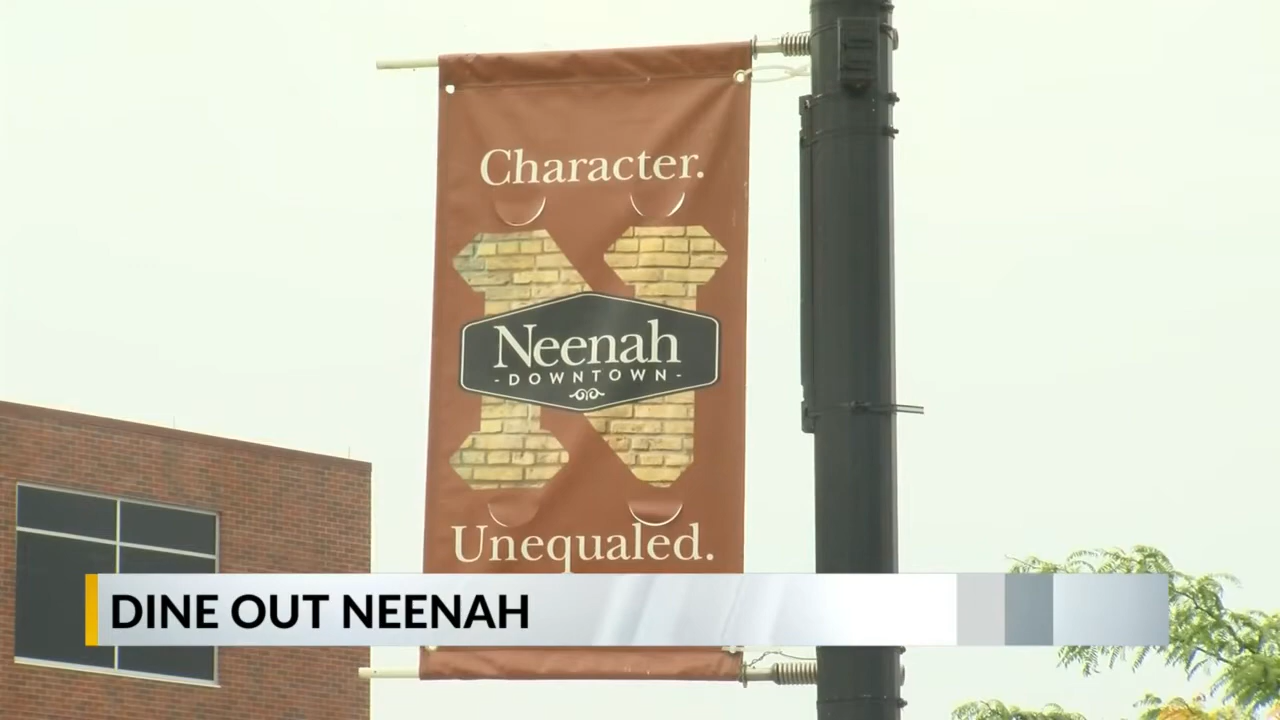 Character.
Neenah
-DOWNTOWN-
Unequaled.
DINE OUT NEENAH